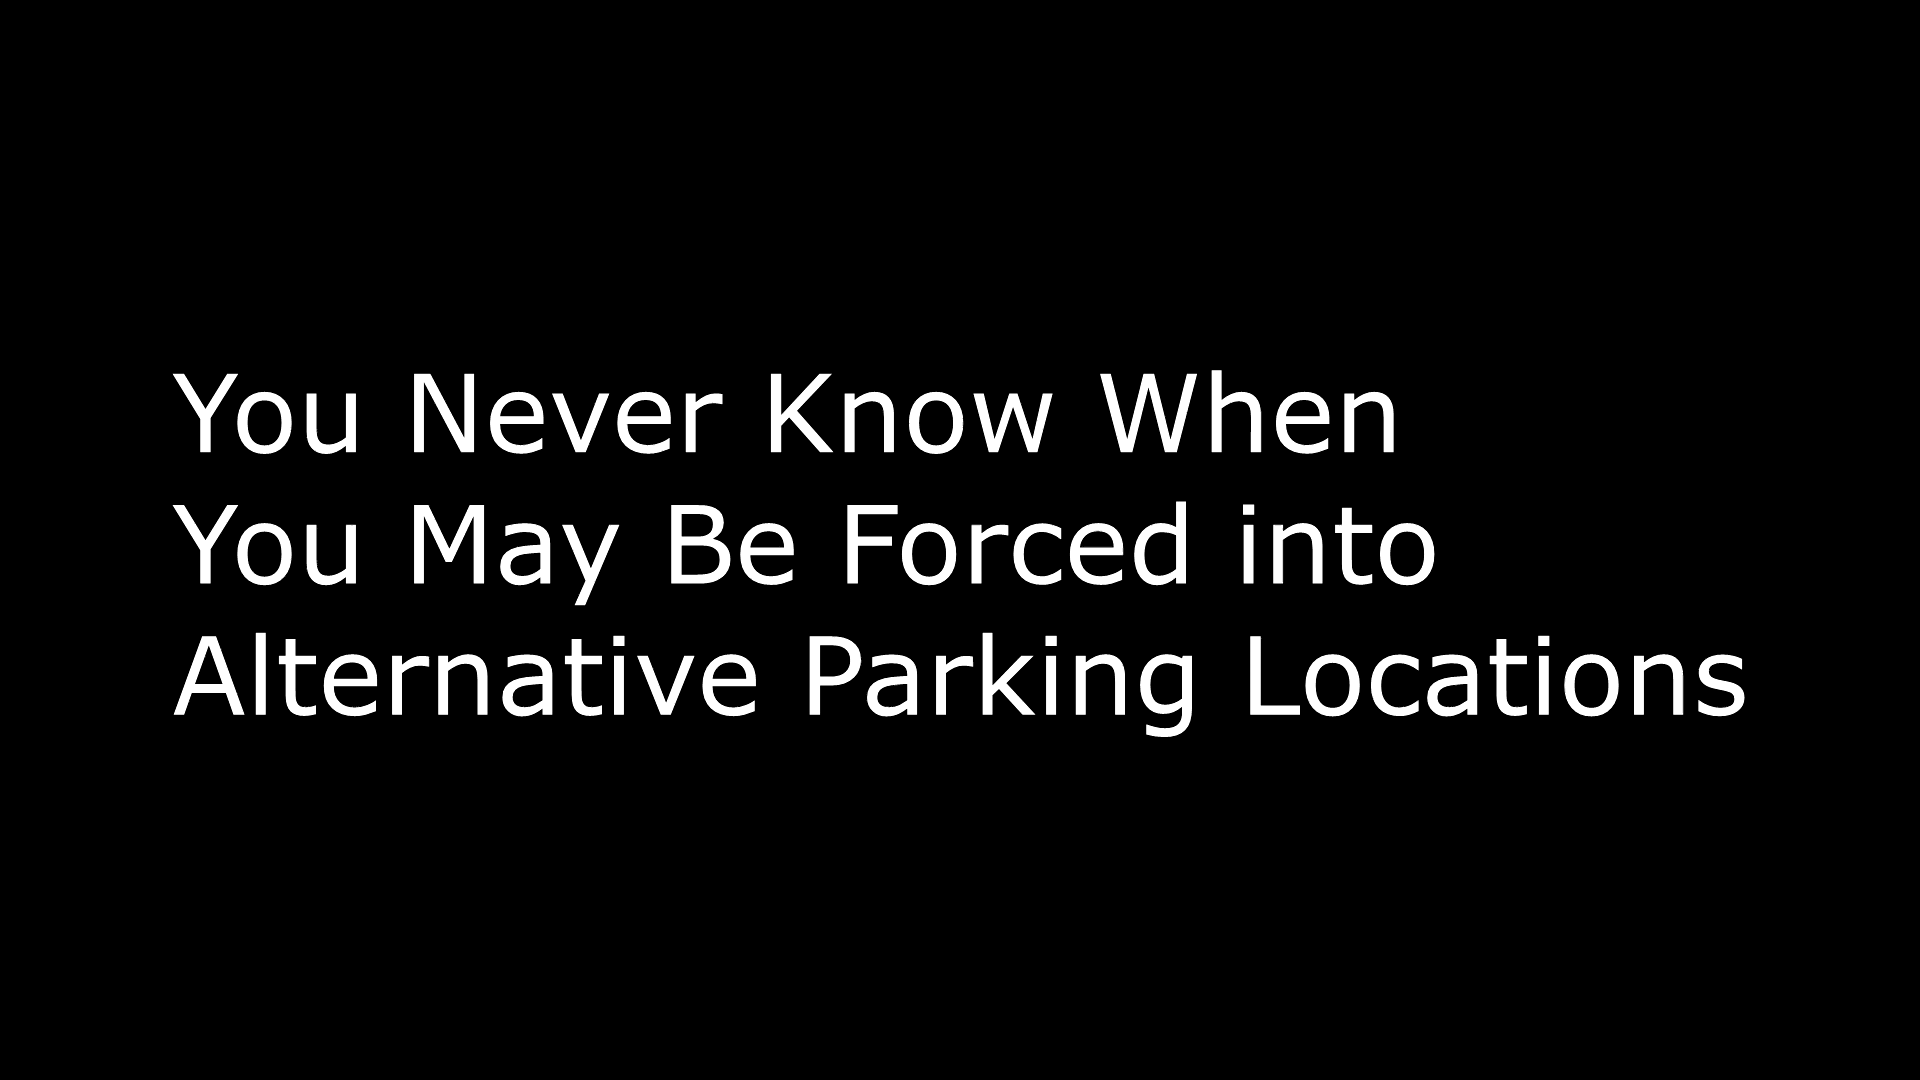 You Never Know When
You May Be Forced into
Alternative Parking Locations